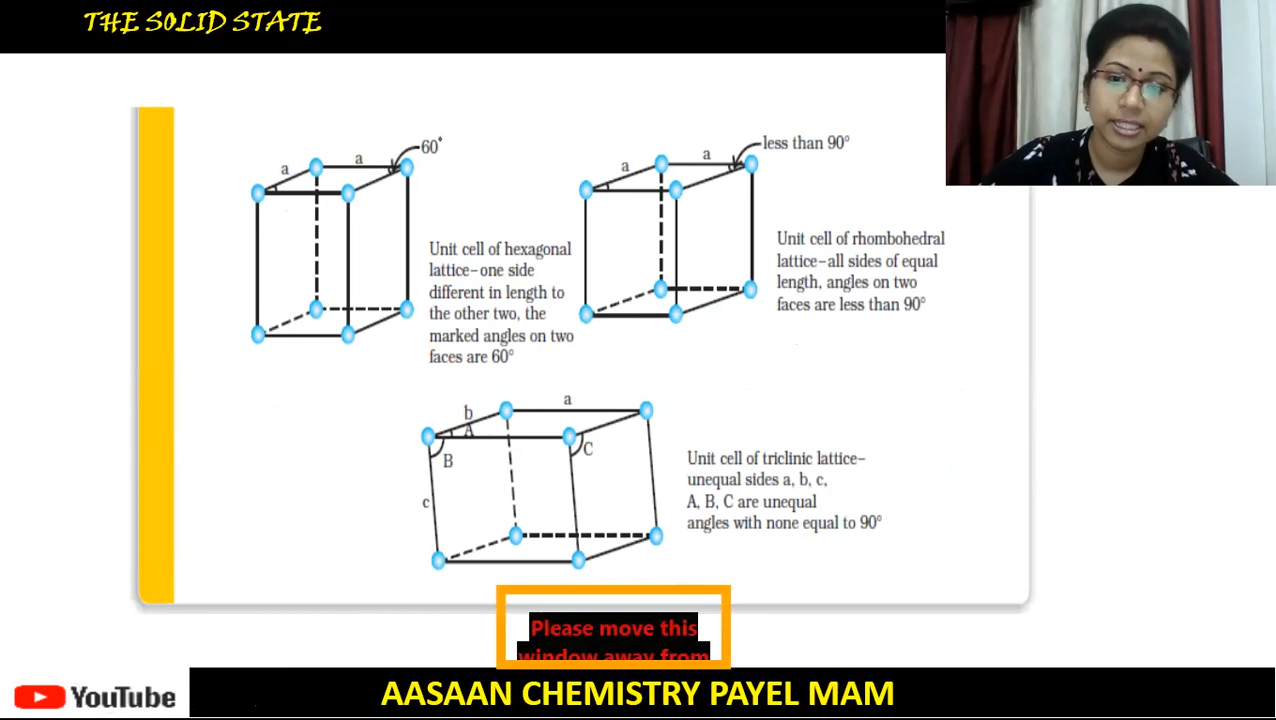 THE SOLID STATE
a
a
60°
a
a
less than 90°
Unit cell of hexagonal
lattice–one side
different in length to
the other two, the
marked angles on two
faces are 60°
Unit cell of rhombohedral
lattice–all sides of equal
length, angles on two
faces are less than 90°
b
a
A
B
C
c
Unit cell of triclinic lattice–
unequal sides a, b, c,
A, B, C are unequal
angles with none equal to 90°
Please move this
window away from
YouTube
AASAAN CHEMISTRY PAYEL MAM